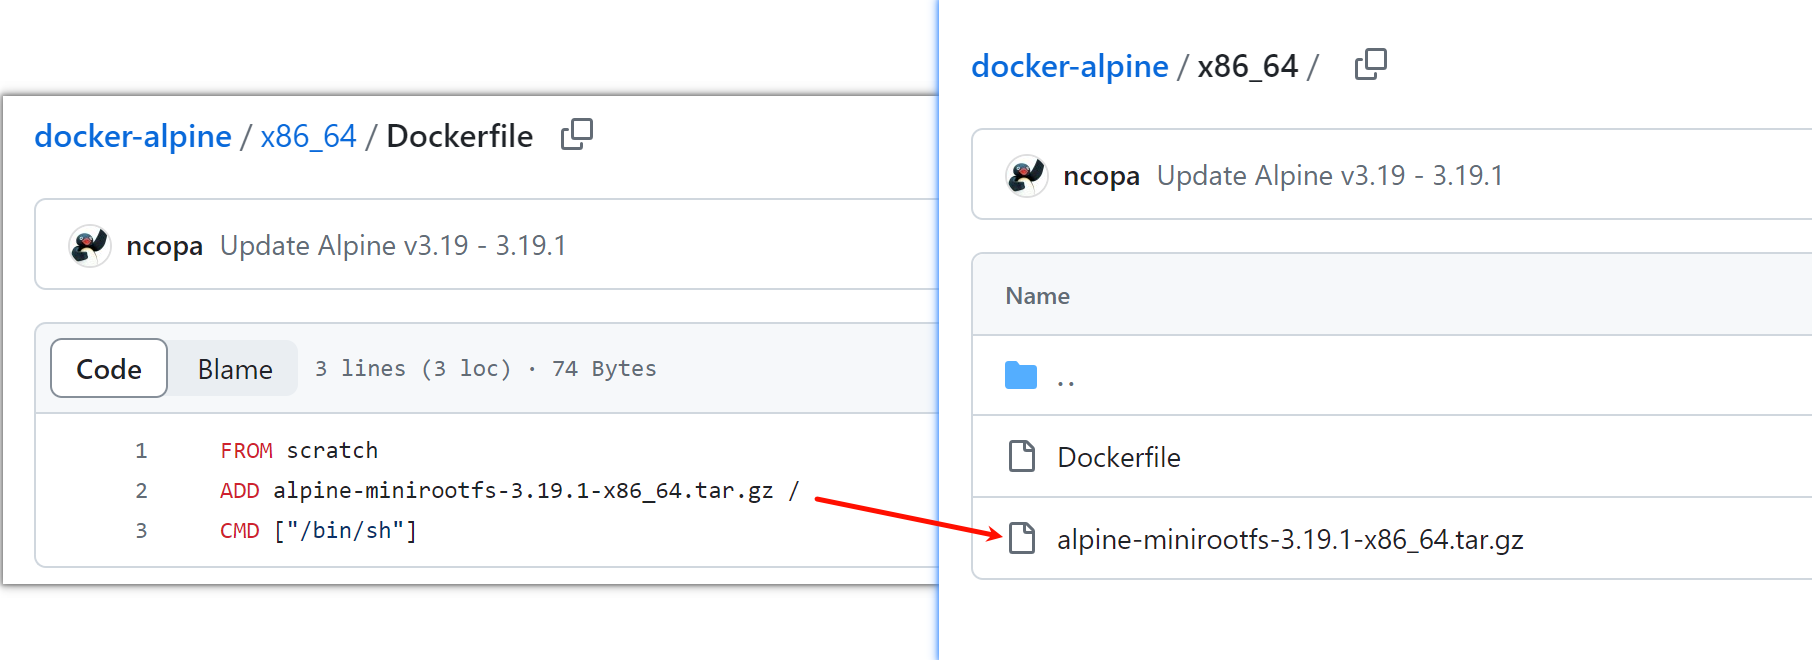 docker-alpine / x86_64 / Dockerfile
ncopa Update Alpine v3.19 - 3.19.1
Code Blame 3 lines (3 loc) · 74 Bytes
1 FROM scratch
2 ADD alpine-minirootfs-3.19.1-x86_64.tar.gz /
3 CMD ["/bin/sh"]
docker-alpine / x86_64 /
ncopa Update Alpine v3.19 - 3.19.1
Name
..
Dockerfile
alpine-minirootfs-3.19.1-x86_64.tar.gz